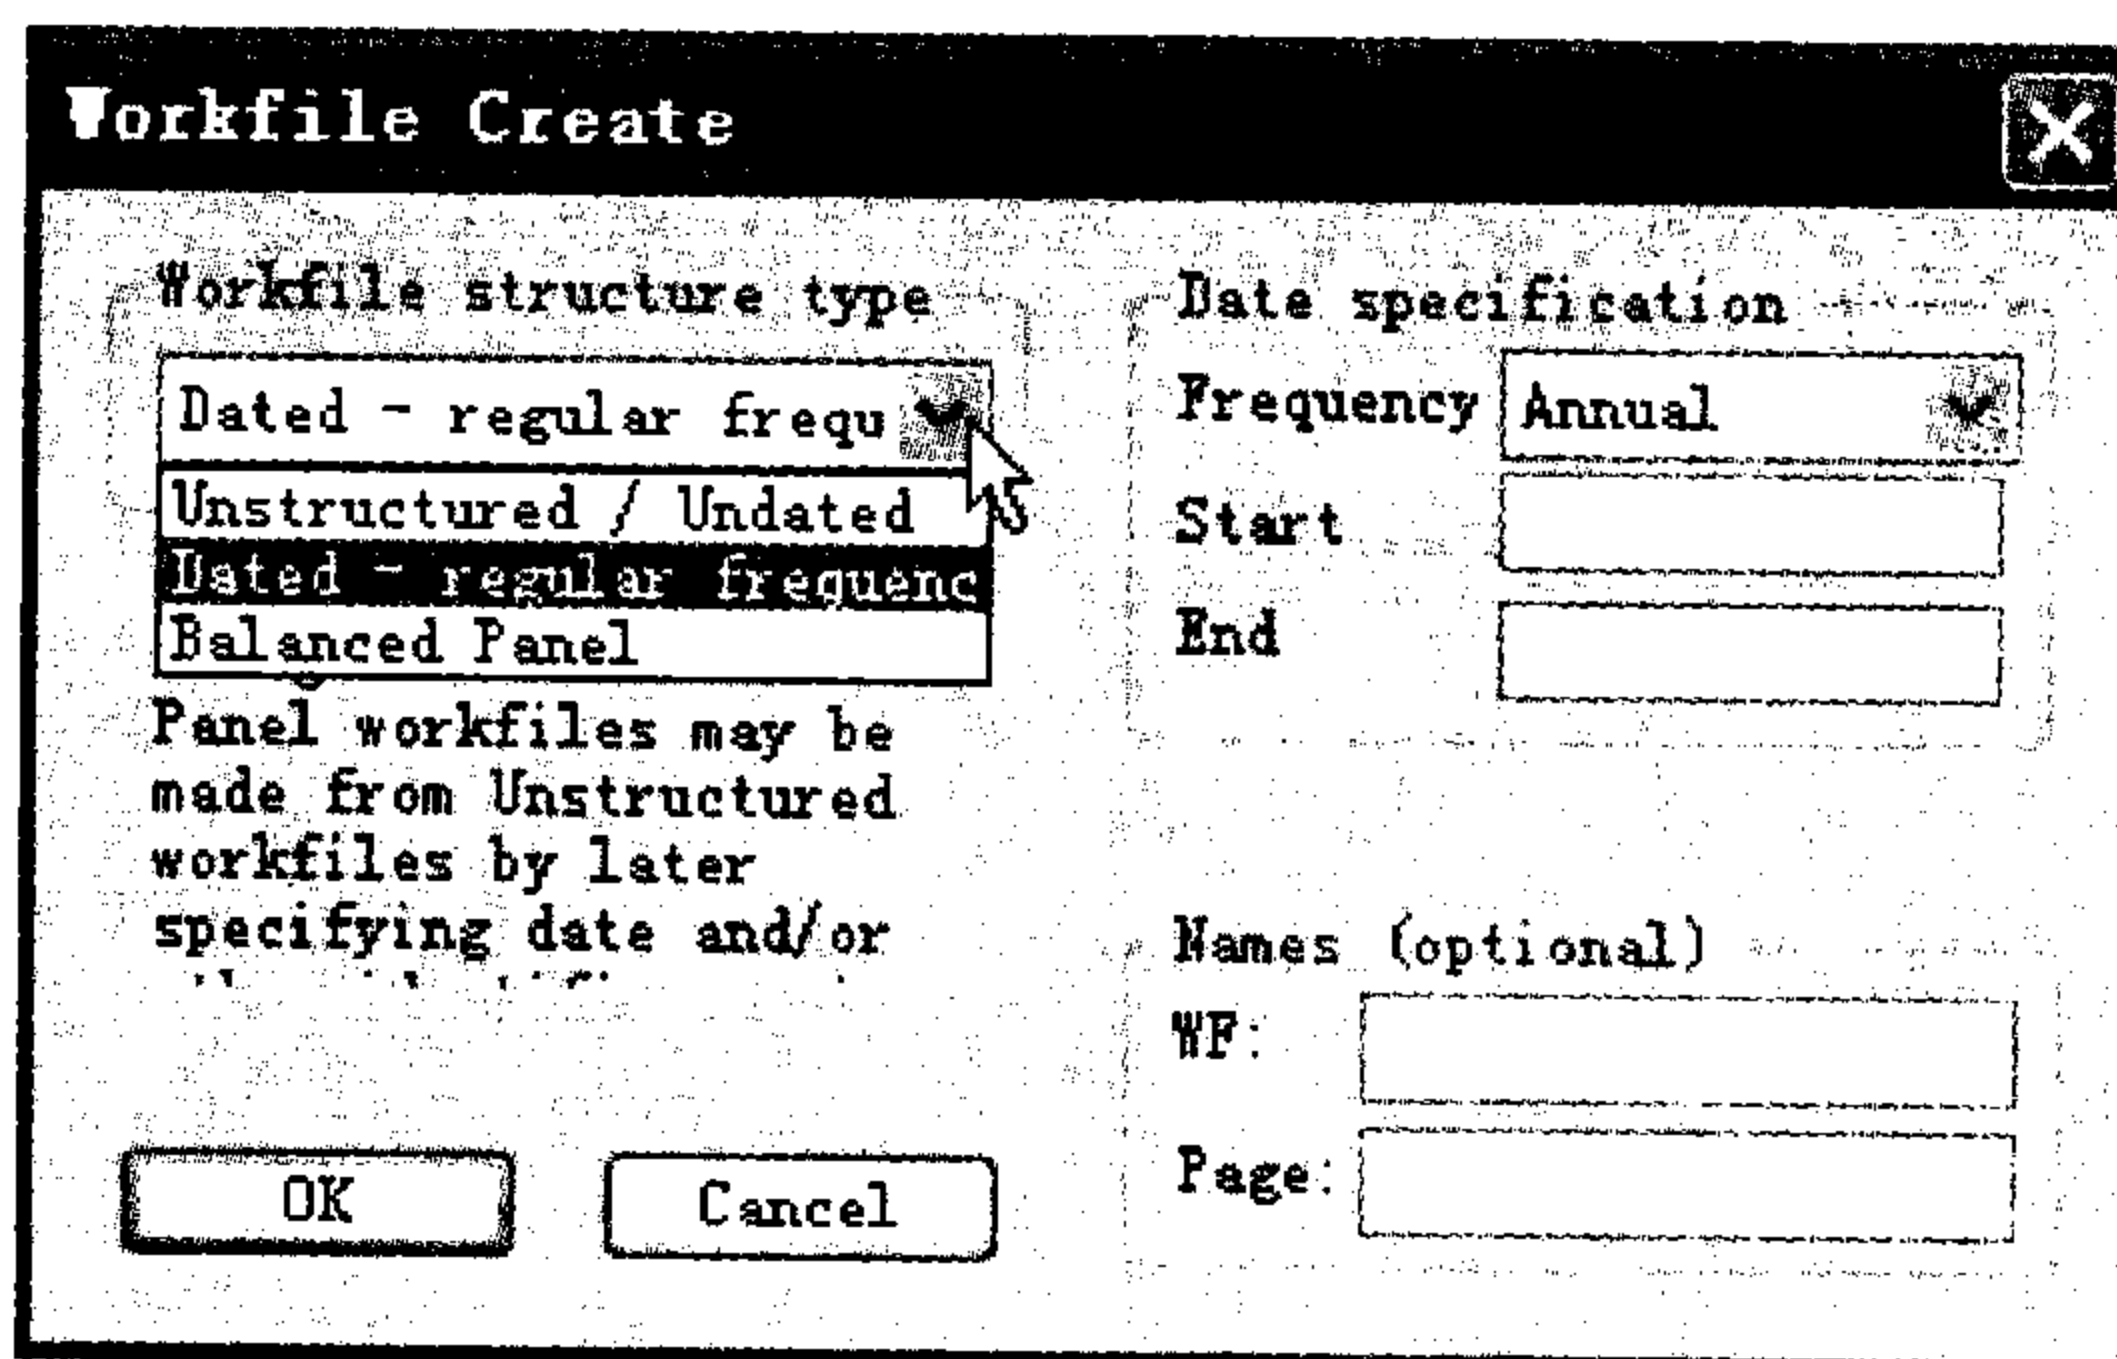 Workfile Create
Workfile structure type
Dated - regular frequ
Unstructured / Undated
Dated - regular frequenc
Balanced Panel
Panel workfiles may be
made from Unstructured
workfiles by later
specifying date and/or
OK
Cancel
Date specification
Frequency
Annual
Start
End
Names (optional)
WF:
Page: